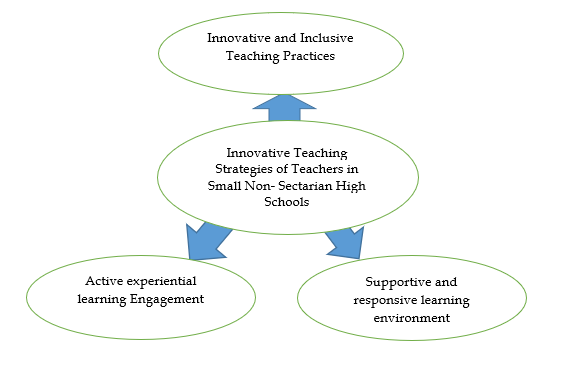 Innovative and Inclusive
Teaching Practices
Innovative Teaching
Strategies of Teachers in
Small Non- Sectarian High
Schools
Active experiential
learning Engagement
Supportive and
responsive learning
environment